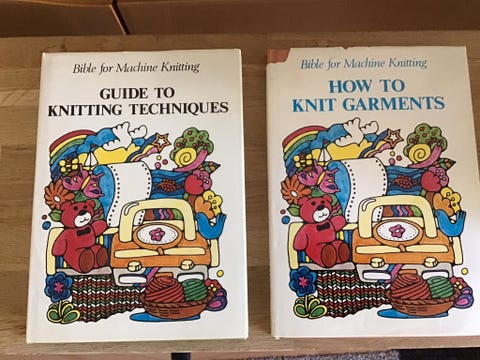 Bible for Machine Knitting
GUIDE TO
KNITTING TECHNIQUES
Bible for Machine Knitting
HOW TO
KNIT GARMENTS